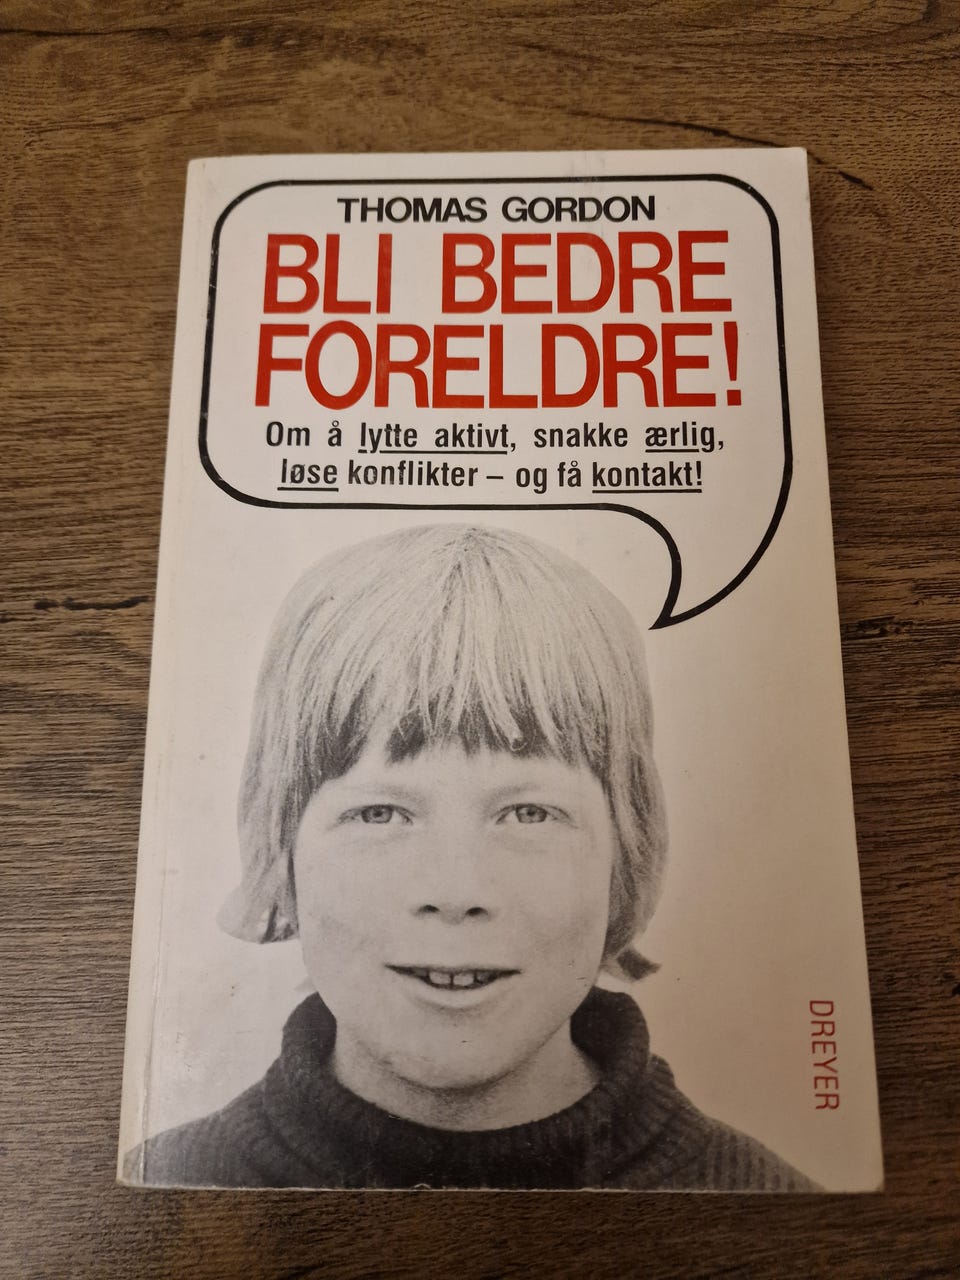 THOMAS GORDON
BLI BEDRE
FORELDRE!
Om å lytte aktivt, snakke ærlig,
løse konflikter – og få kontakt!
DREYER